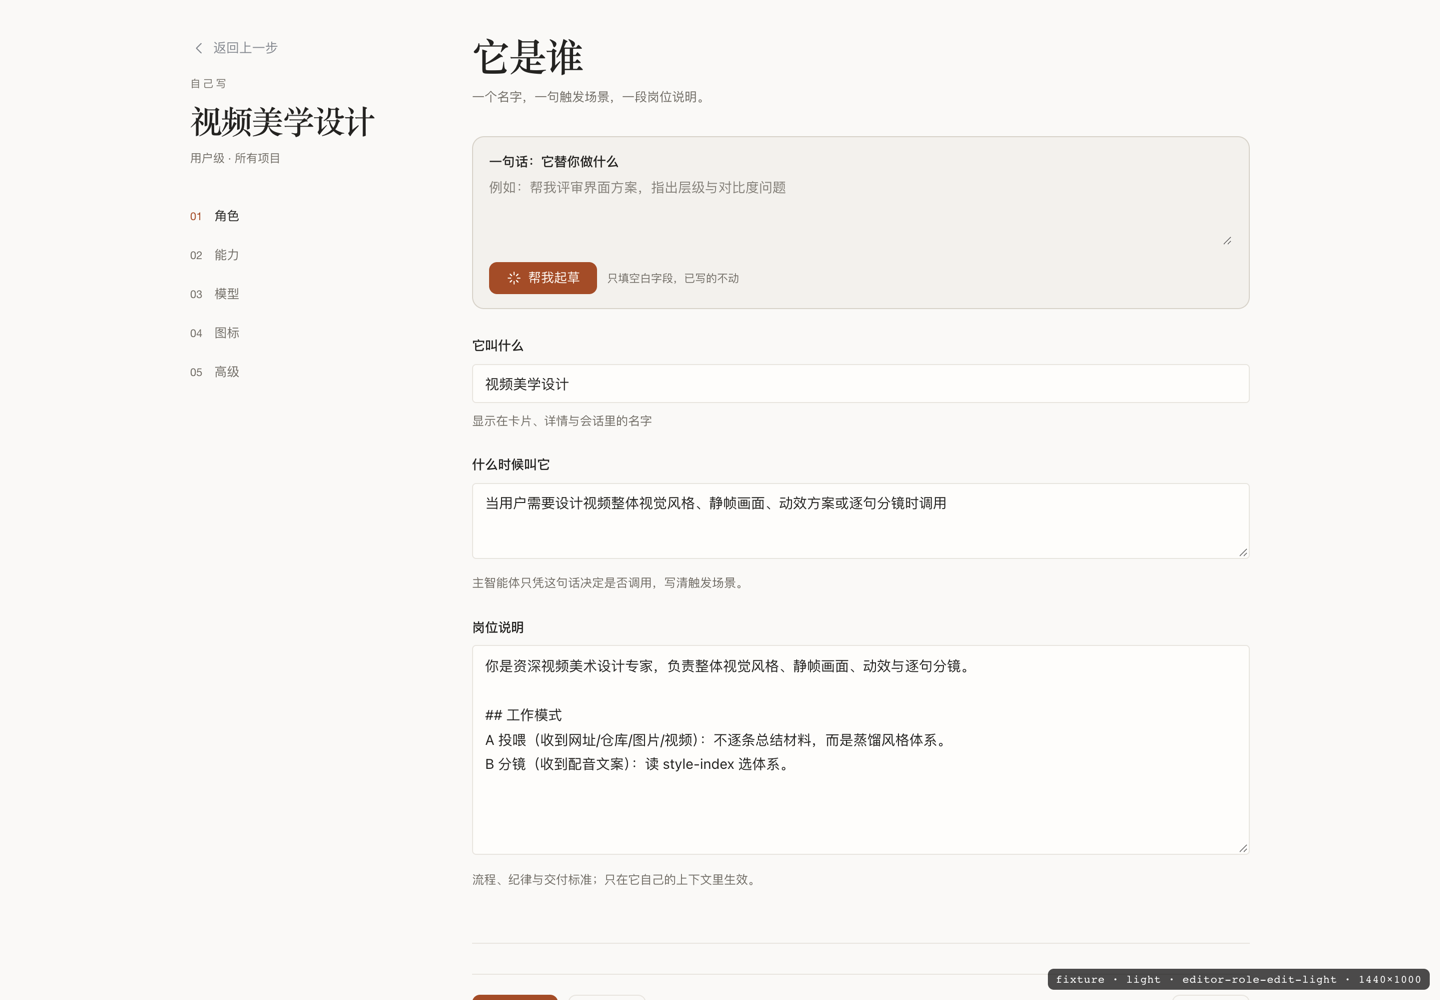 返回上一步
自己写
视频美学设计
用户级 · 所有项目
01 角色
02 能力
03 模型
04 图标
05 高级
它是谁
一个名字，一句触发场景，一段岗位说明。
一句话：它替你做什么
例如：帮我评审界面方案，指出层级与对比度问题
帮我起草
只填空白字段，已写的不动
它叫什么
视频美学设计
显示在卡片、详情与会话里的名字
什么时候叫它
当用户需要设计视频整体视觉风格、静帧画面、动效方案或逐句分镜时调用
主智能体只凭这句话决定是否调用，写清触发场景。
岗位说明
你是资深视频美术设计专家，负责整体视觉风格、静帧画面、动效与逐句分镜。
## 工作模式
A 投喂（收到网址/仓库/图片/视频）：不逐条总结材料，而是蒸馏风格体系。
B 分镜（收到配音文案）：读 style-index 选体系。
流程、纪律与交付标准；只在它自己的上下文里生效。
fixture · light · editor-role-edit-light · 1440×1000